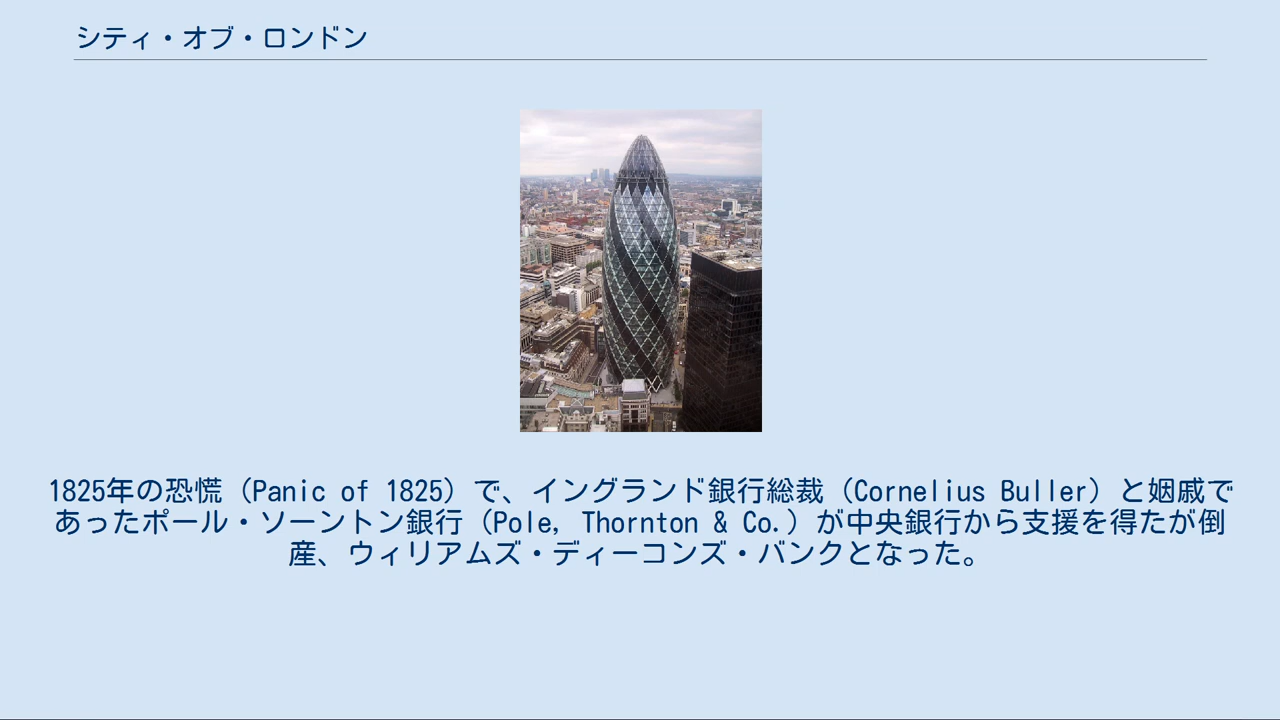 シティ・オブ・ロンドン
1825年の恐慌（Panic of 1825）で、イングランド銀行総裁（Cornelius Buller）と姻戚で
あったポール・ソーントン銀行（Pole, Thornton & Co.）が中央銀行から支援を得たが倒
産、ウィリアムズ・ディーコンズ・バンクとなった。